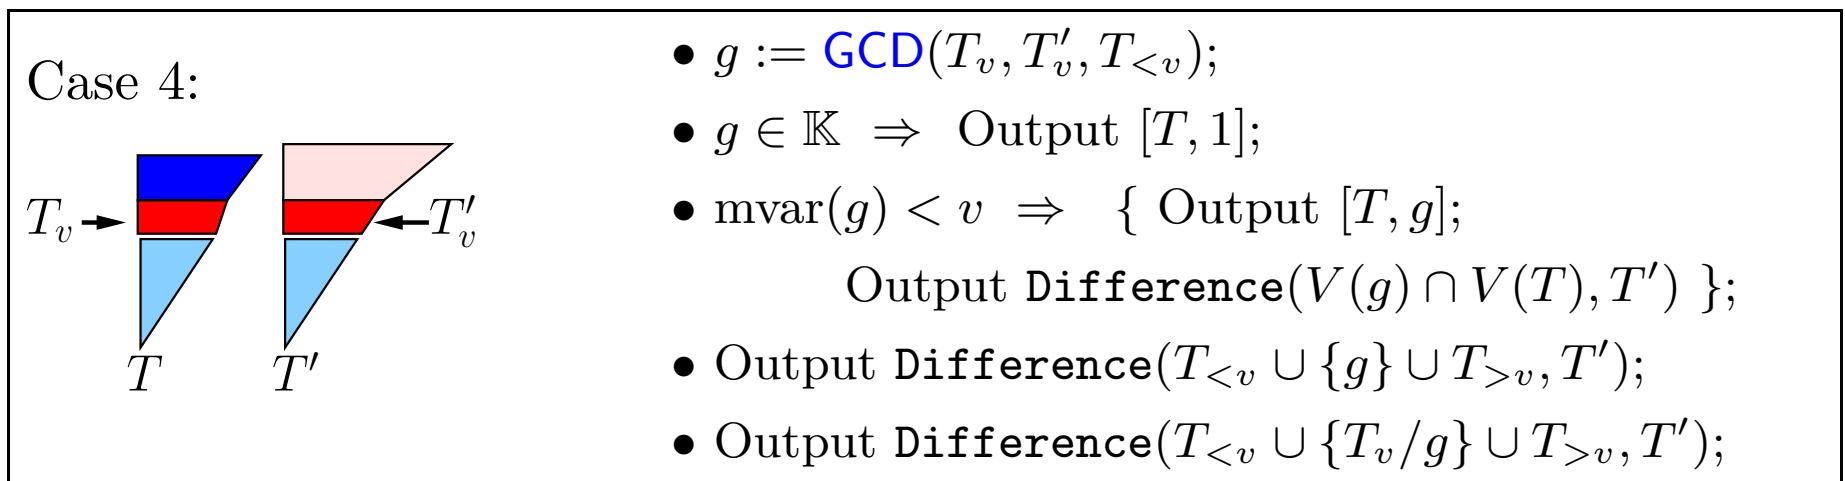 Case 4:
T_v
T'_v
T
T'
• g := GCD(T_v, T'_v, T_{<v});
• g ∈ 𝕂 ⇒ Output [T, 1];
• mvar(g) < v ⇒ { Output [T, g];
Output Difference(V(g) ∩ V(T), T') };
• Output Difference(T_{<v} ∪ {g} ∪ T_{>v}, T');
• Output Difference(T_{<v} ∪ {T_v/g} ∪ T_{>v}, T');